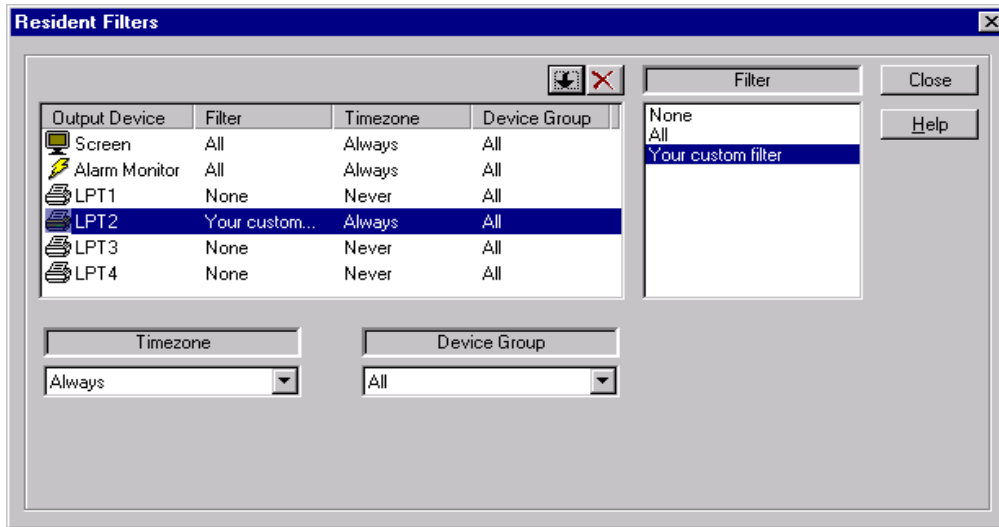 Resident Filters
Filter
Close
Output Device Filter Timezone Device Group
None
Help
Screen All Always All
All
Alarm Monitor All Always All
Your custom filter
LPT1 None Never All
LPT2 Your custom... Always All
LPT3 None Never All
LPT4 None Never All
Timezone Device Group
Always All